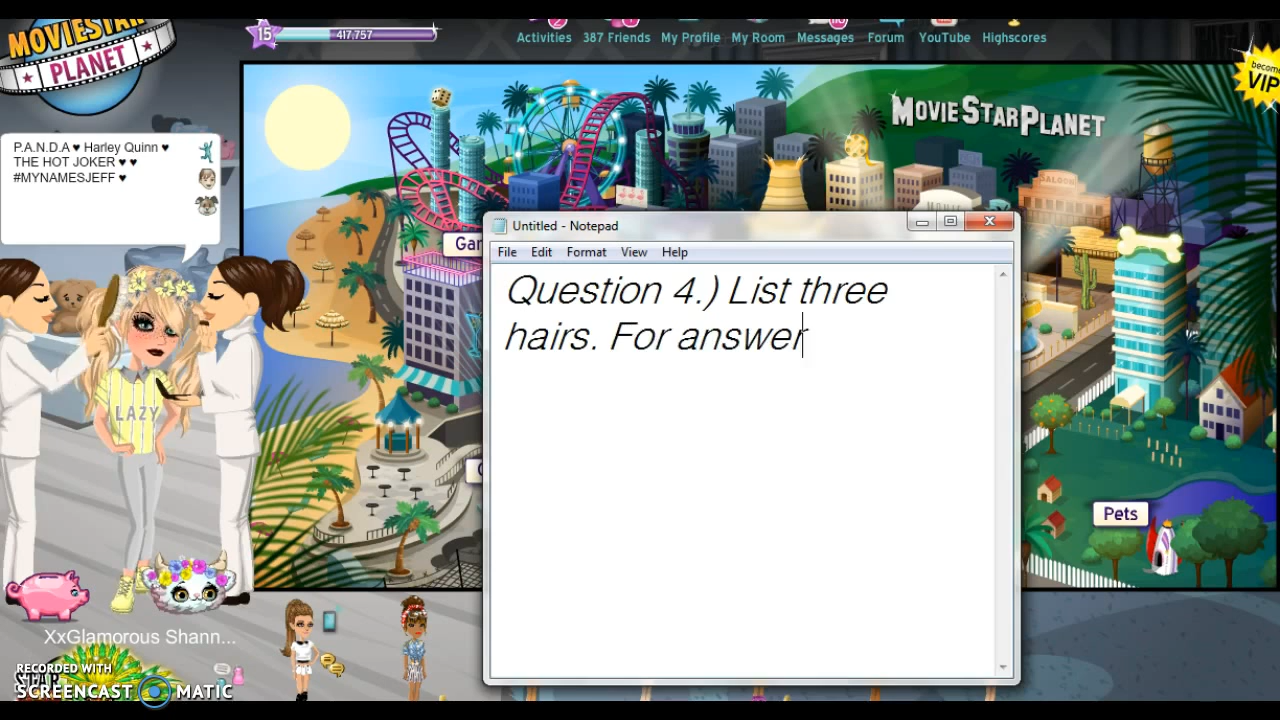 MOVIESTAR
PLANET
15
417,757
Activities
387 Friends
My Profile
My Room
Messages
Forum
YouTube
Highscores
become
VIP
P.A.N.D.A ♥ Harley Quinn ♥
THE HOT JOKER ♥ ♥
#MYNAMESJEFF ♥
MOVIESTARPLANET
SALOON
Untitled - Notepad
File Edit Format View Help
Question 4.) List three
hairs. For answer
LAZY
Pets
XxGlamorous Shann...
RECORDED WITH
SCREENCAST MATIC